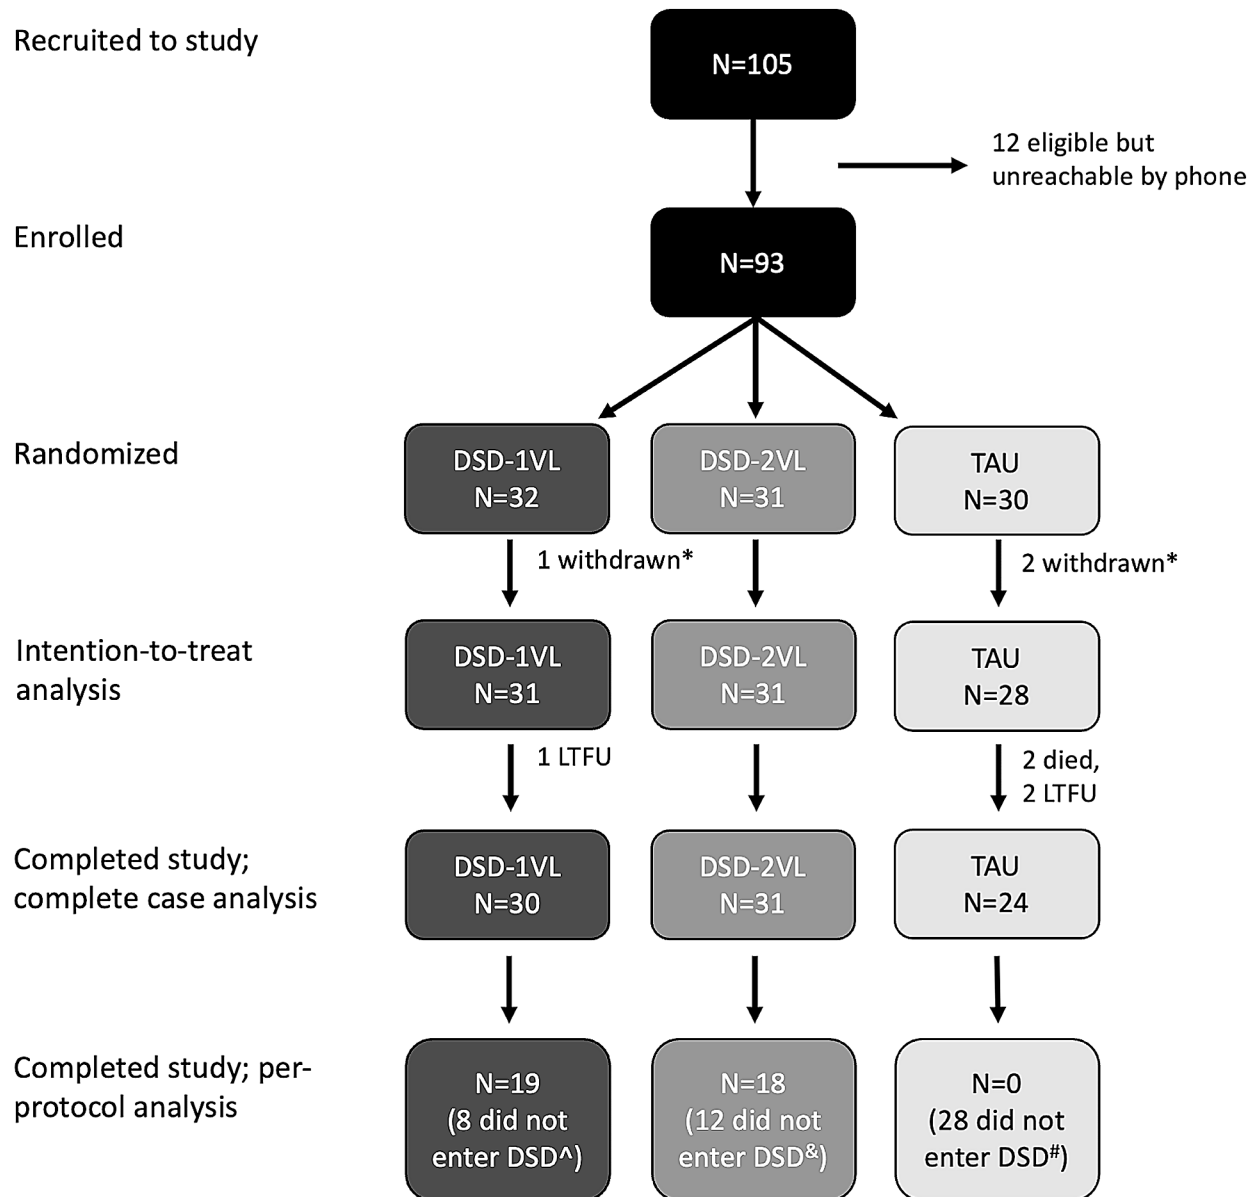 Recruited to study
N=105
12 eligible but
unreachable by phone
Enrolled
N=93
Randomized
DSD-1VL
N=32
DSD-2VL
N=31
TAU
N=30
1 withdrawn*
2 withdrawn*
Intention-to-treat
analysis
DSD-1VL
N=31
DSD-2VL
N=31
TAU
N=28
1 LTFU
2 died,
2 LTFU
Completed study;
complete case analysis
DSD-1VL
N=30
DSD-2VL
N=31
TAU
N=24
Completed study; per-
protocol analysis
N=19
(8 did not
enter DSD^)
N=18
(12 did not
enter DSD&)
N=0
(28 did not
enter DSD#)